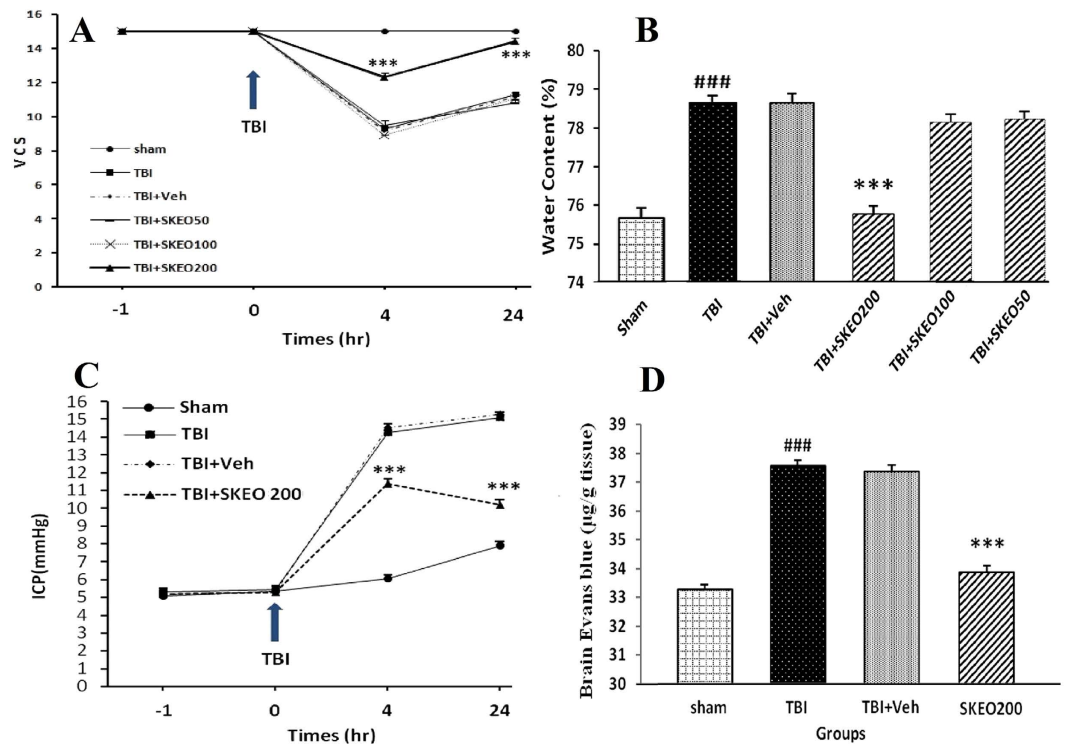 A
16
14
12
10
8
6
4
2
0
VCS
***
***
TBI
sham
TBI
TBI+Veh
TBI+SKEO50
TBI+SKEO100
TBI+SKEO200
-1
0
4
24
Times (hr)
B
80
79
78
77
76
75
74
Water Content (%)
###
***
Sham
TBI
TBI+Veh
TBI+SKEO200
TBI+SKEO100
TBI+SKEO50
C
16
15
14
13
12
11
10
9
8
7
6
5
4
3
2
1
0
ICP(mmHg)
Sham
TBI
TBI+Veh
TBI+SKEO 200
***
***
TBI
-1
0
4
24
Times (hr)
D
39
38
37
36
35
34
33
32
31
30
Brain Evans blue (µg/g tissue)
###
***
sham
TBI
TBI+Veh
SKEO200
Groups